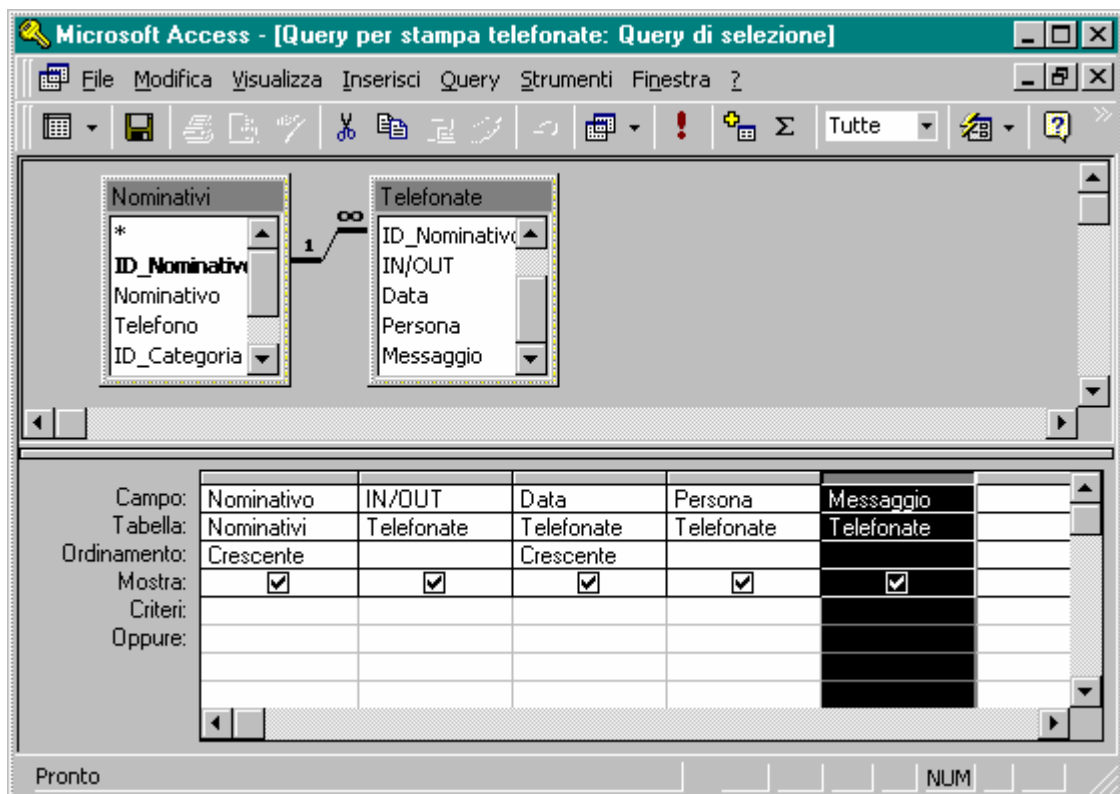 Microsoft Access - [Query per stampa telefonate: Query di selezione]
File Modifica Visualizza Inserisci Query Strumenti Finestra ?
Tutte
Nominativi
*
ID_Nominativo
Nominativo
Telefono
ID_Categoria
1
∞
Telefonate
ID_Nominativo
IN/OUT
Data
Persona
Messaggio
Campo: Nominativo IN/OUT Data Persona Messaggio
Tabella: Nominativi Telefonate Telefonate Telefonate Telefonate
Ordinamento: Crescente Crescente
Mostra:
Criteri:
Oppure:
Pronto NUM